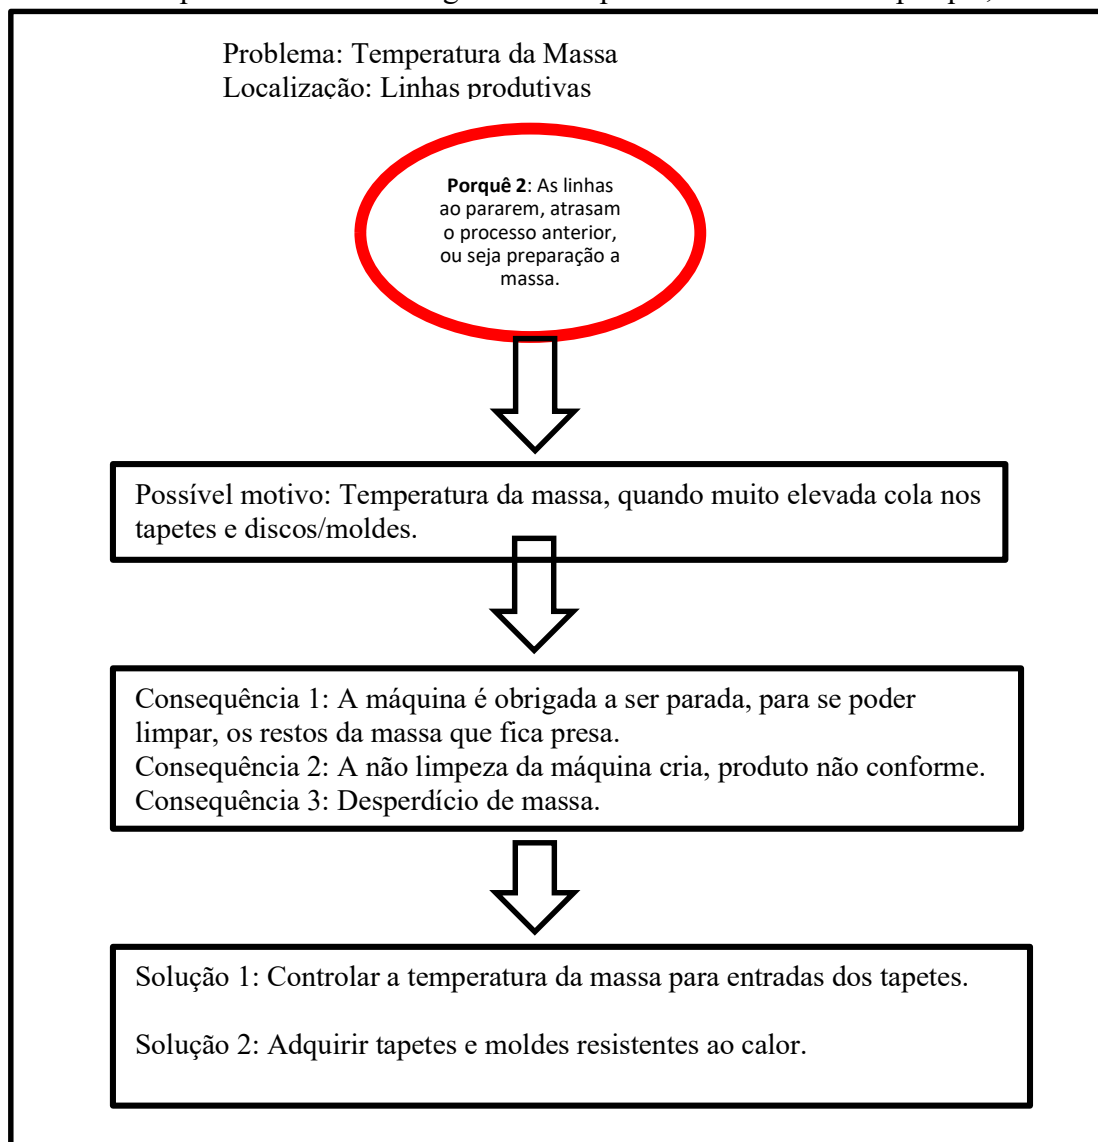 Problema: Temperatura da Massa
Localização: Linhas produtivas
Porquê 2: As linhas
ao pararem, atrasam
o processo anterior,
ou seja preparação a
massa.
Possível motivo: Temperatura da massa, quando muito elevada cola nos
tapetes e discos/moldes.
Consequência 1: A máquina é obrigada a ser parada, para se poder
limpar, os restos da massa que fica presa.
Consequência 2: A não limpeza da máquina cria, produto não conforme.
Consequência 3: Desperdício de massa.
Solução 1: Controlar a temperatura da massa para entradas dos tapetes.
Solução 2: Adquirir tapetes e moldes resistentes ao calor.